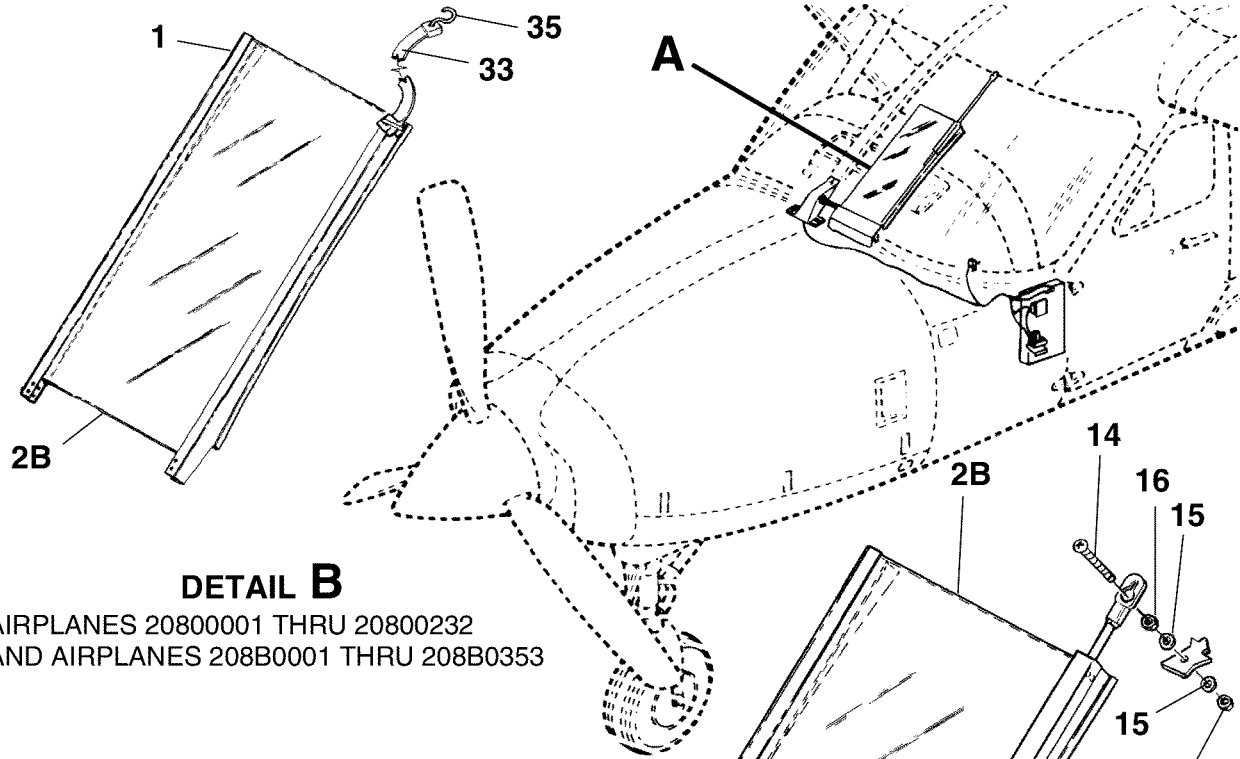 1
35
33
A
2B
14
2B
16
15
DETAIL B
AIRPLANES 20800001 THRU 20800232
AND AIRPLANES 208B0001 THRU 208B0353
15